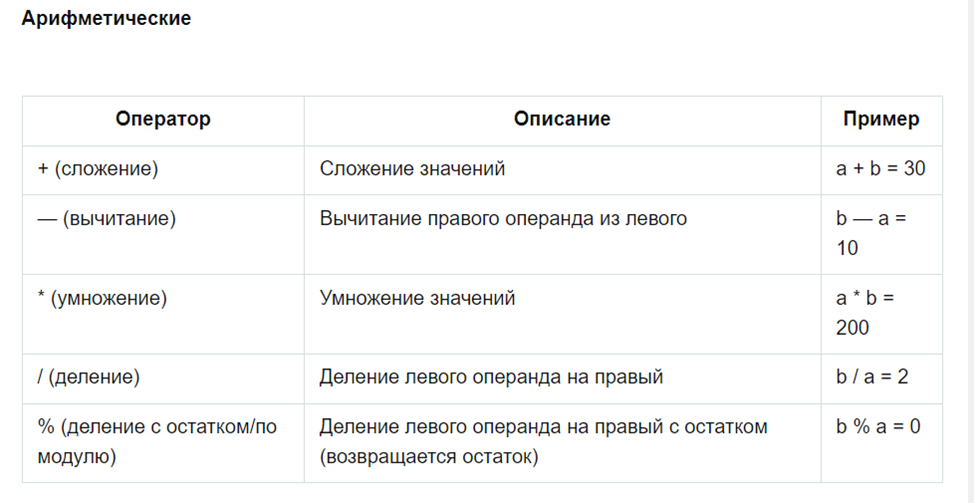 Арифметические
Оператор Описание Пример
+ (сложение) Сложение значений a + b = 30
— (вычитание) Вычитание правого операнда из левого b — a =
10
* (умножение) Умножение значений a * b =
200
/ (деление) Деление левого операнда на правый b / a = 2
% (деление с остатком/по Деление левого операнда на правый с остатком b % a = 0
модулю) (возвращается остаток)